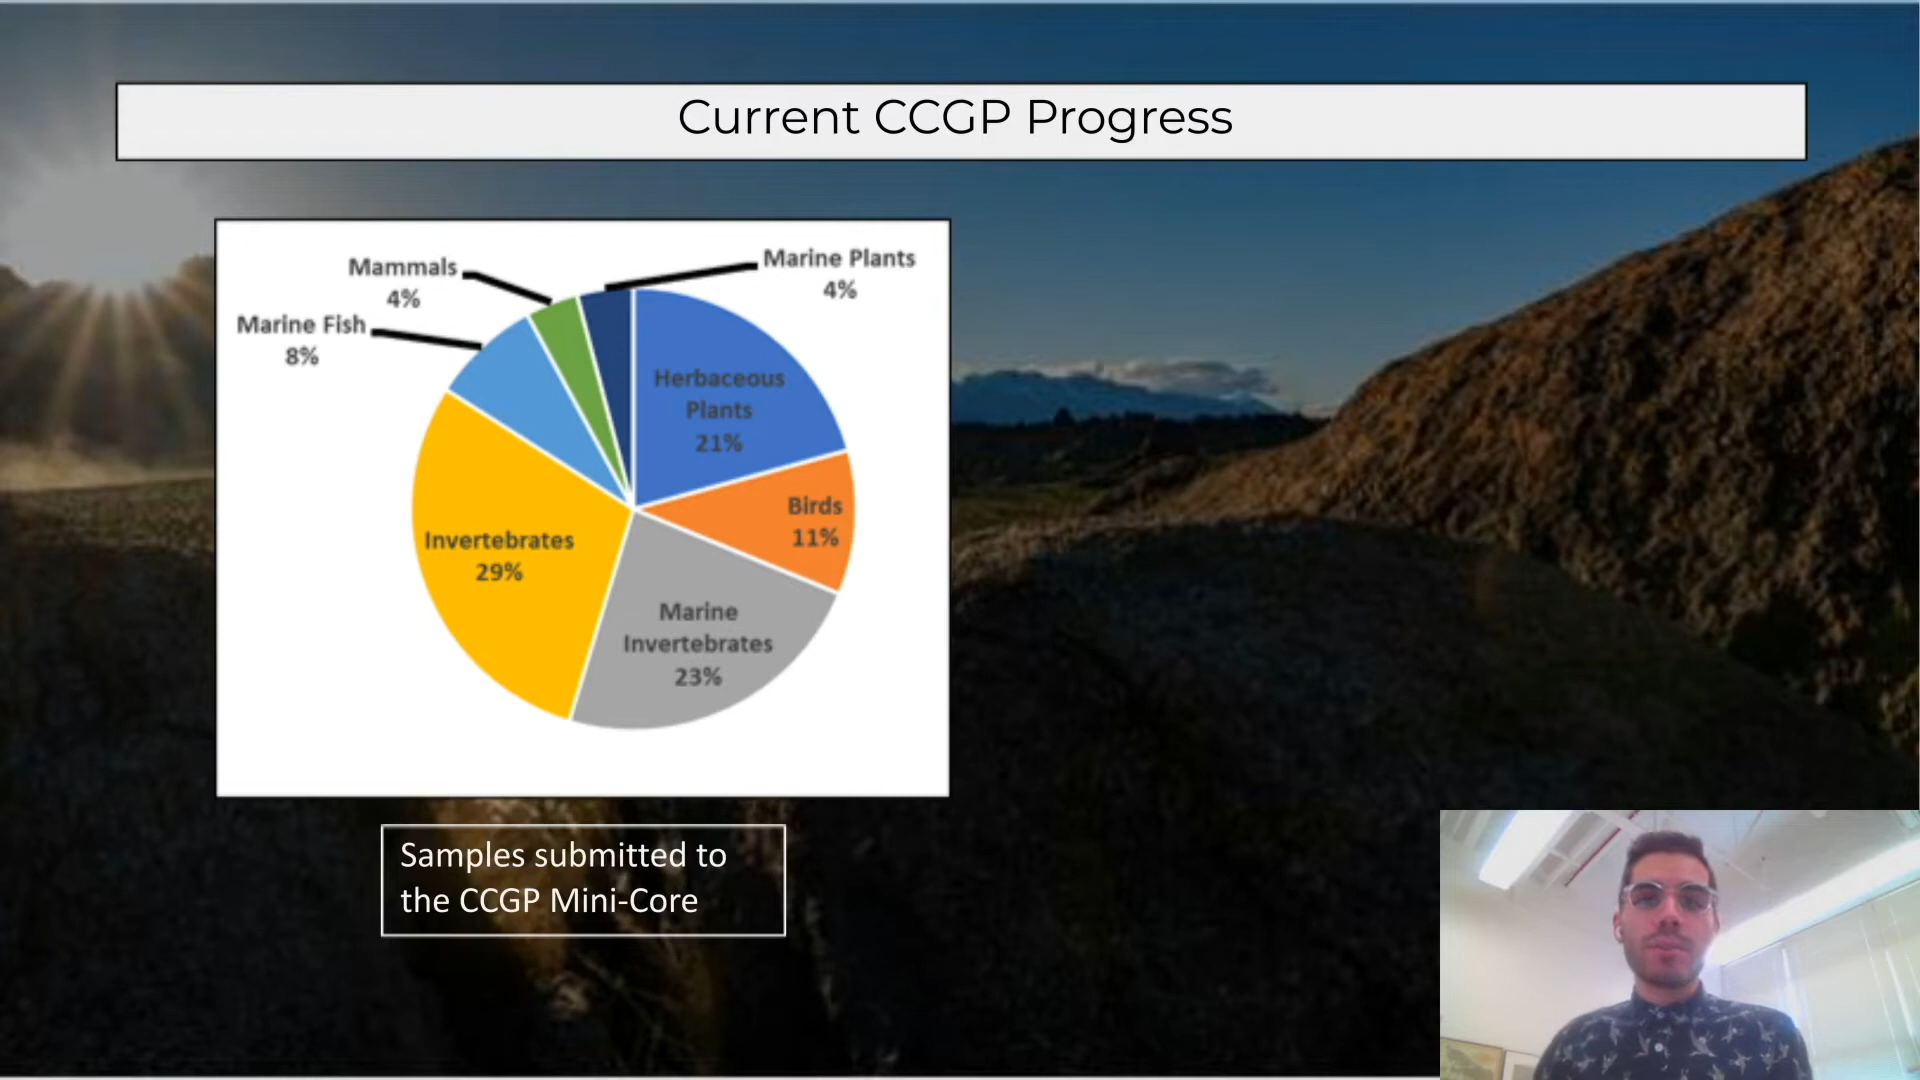 Current CCGP Progress
Mammals
4%
Marine Plants
4%
Marine Fish
8%
Herbaceous
Plants
21%
Birds
11%
Invertebrates
29%
Marine
Invertebrates
23%
Samples submitted to
the CCGP Mini-Core